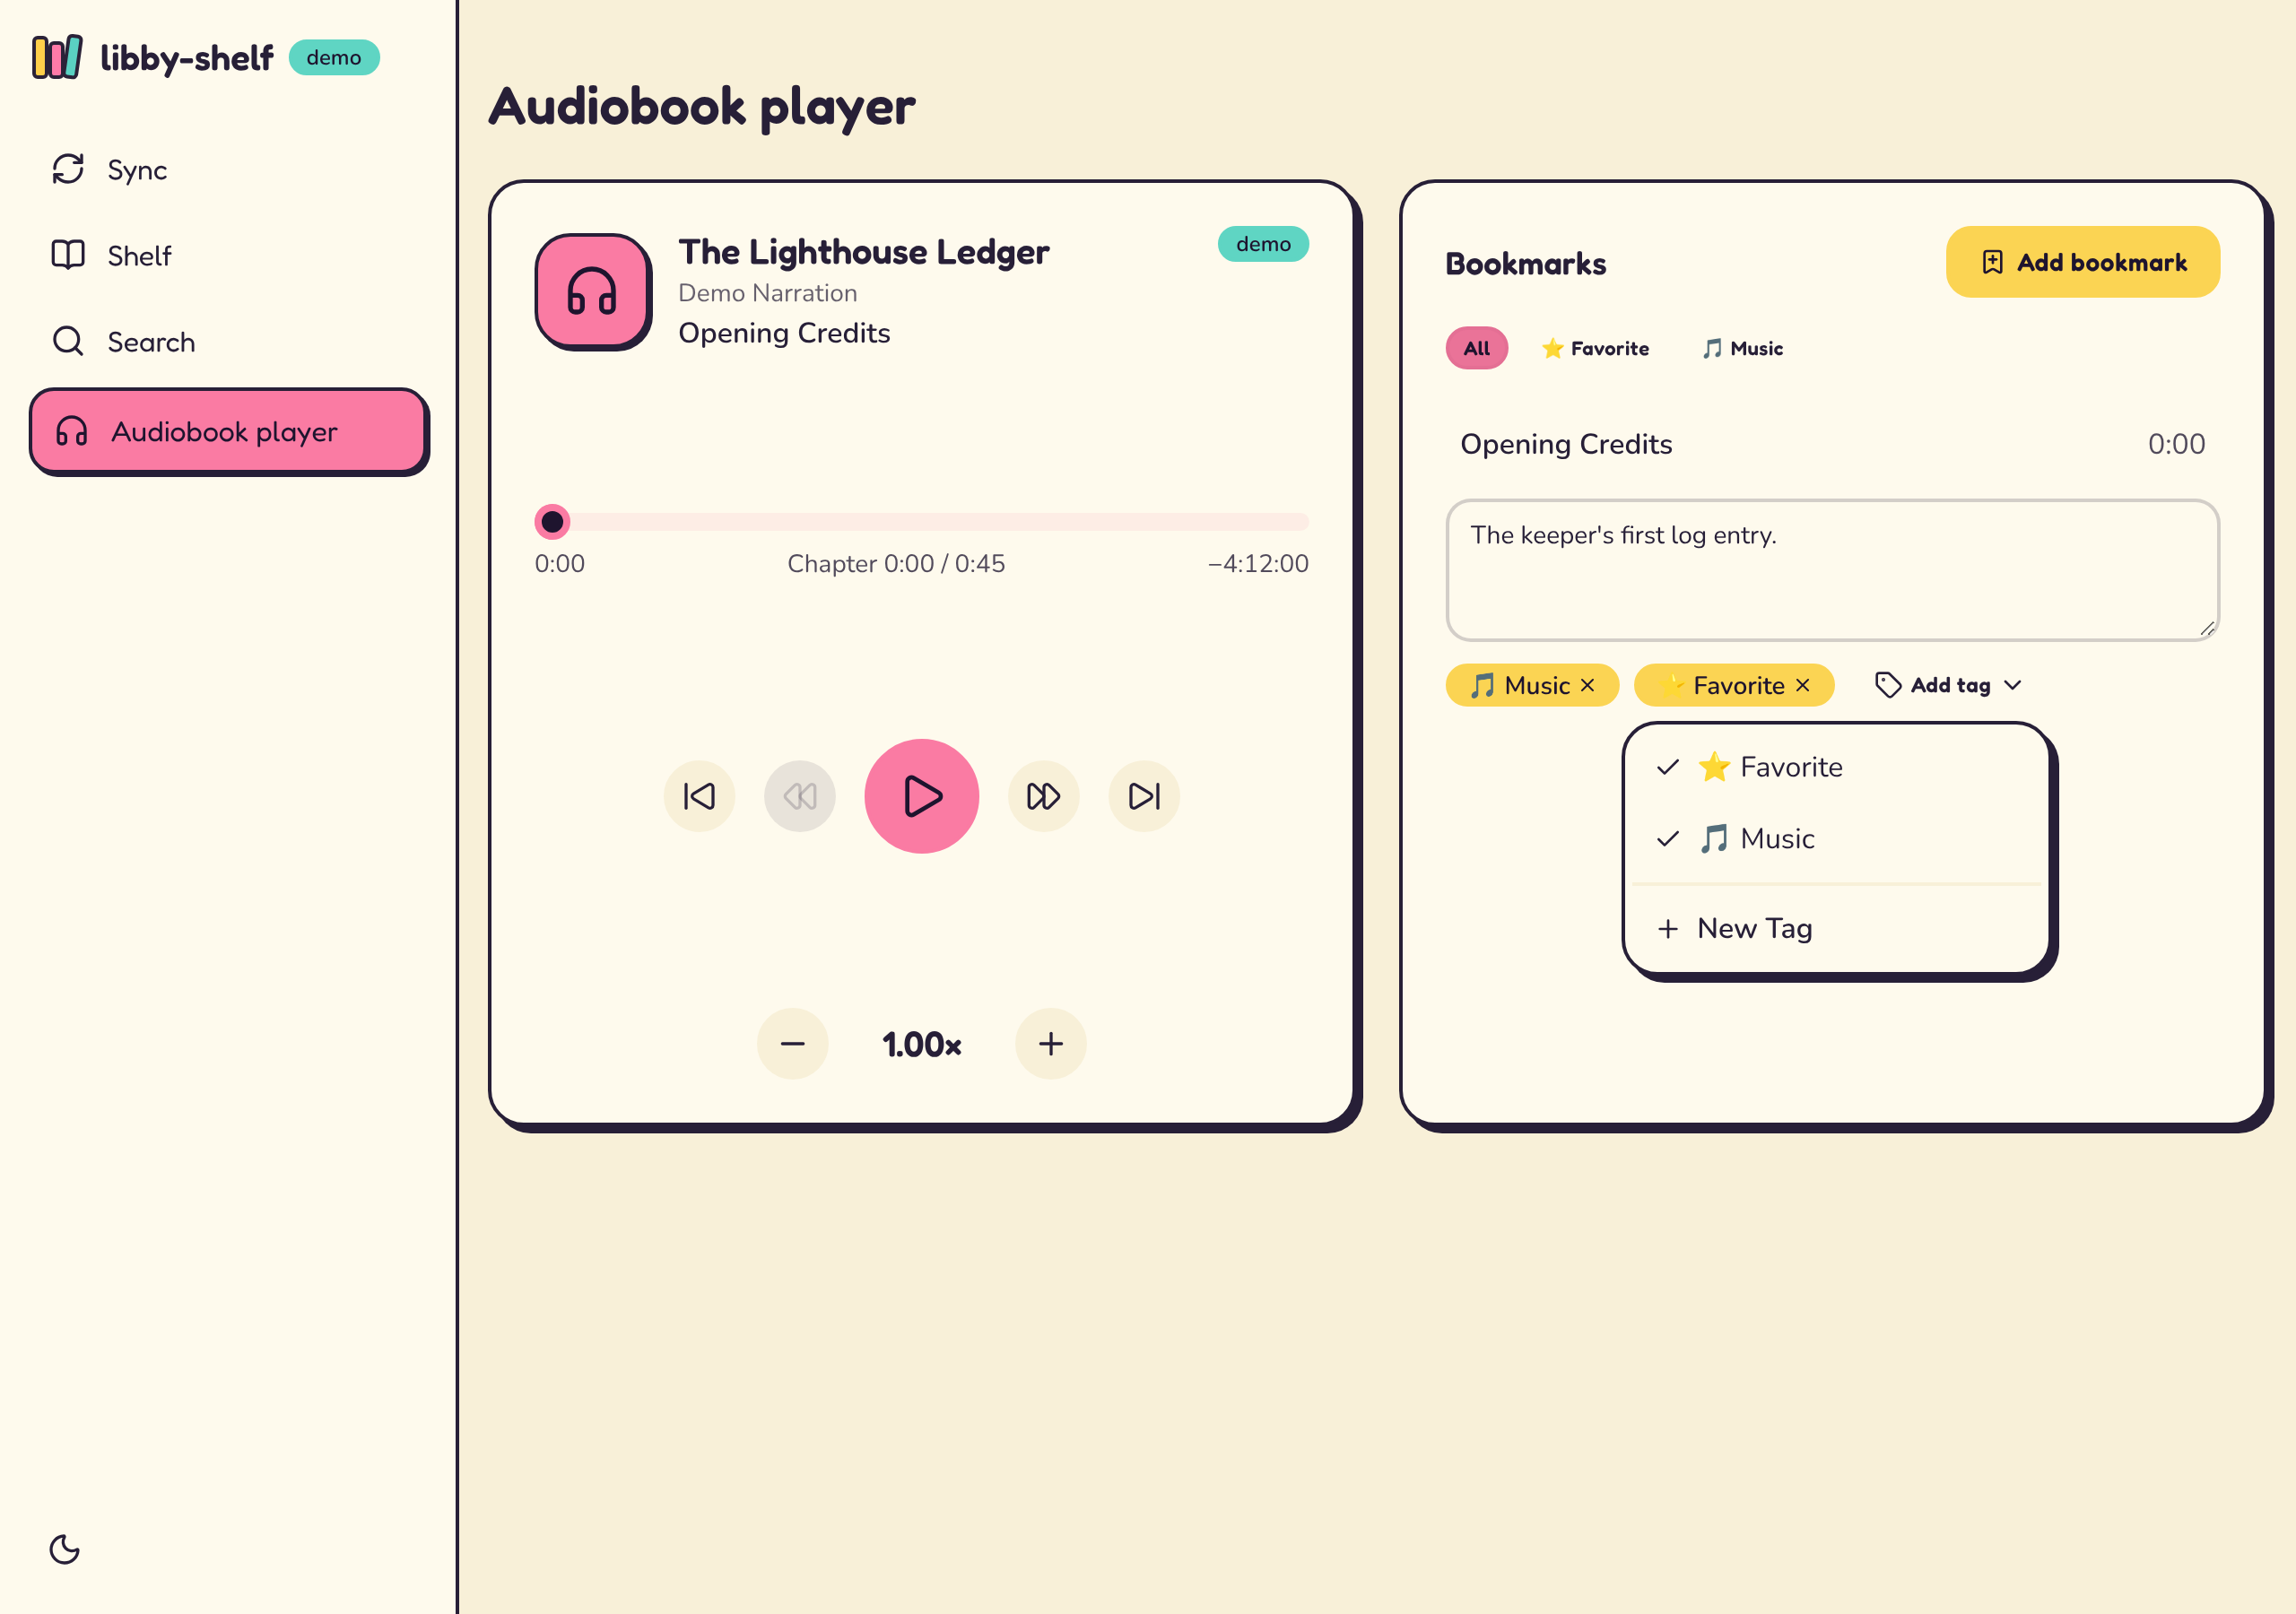 libby-shelf demo
Sync
Shelf
Search
Audiobook player
Audiobook player
The Lighthouse Ledger
demo
Demo Narration
Opening Credits
0:00 Chapter 0:00 / 0:45 −4:12:00
1.00×
Bookmarks
Add bookmark
All ⭐ Favorite 🎵 Music
Opening Credits 0:00
The keeper's first log entry.
🎵 Music × ⭐ Favorite × Add tag
⭐ Favorite
🎵 Music
New Tag